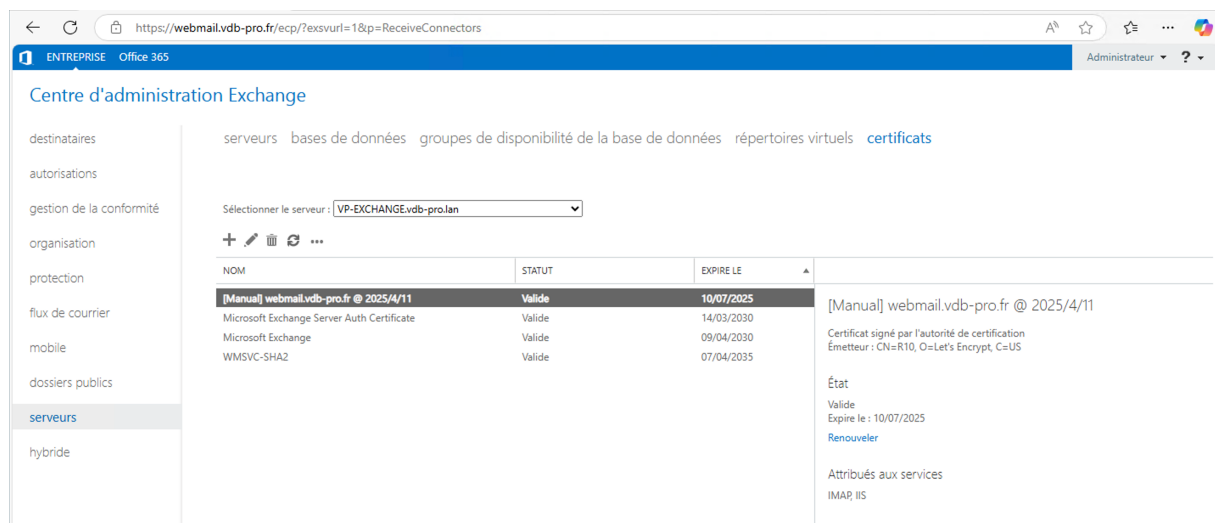 https://webmail.vdb-pro.fr/ecp/?exsvurl=1&p=ReceiveConnectors
ENTREPRISE Office 365
Administrateur ?
Centre d'administration Exchange
destinataires
autorisations
gestion de la conformité
organisation
protection
flux de courrier
mobile
dossiers publics
serveurs
hybride
serveurs bases de données groupes de disponibilité de la base de données répertoires virtuels certificats
Sélectionner le serveur : VP-EXCHANGE.vdb-pro.lan
NOM STATUT EXPIRE LE
[Manual] webmail.vdb-pro.fr @ 2025/4/11 Valide 10/07/2025
Microsoft Exchange Server Auth Certificate Valide 14/03/2030
Microsoft Exchange Valide 09/04/2030
WMSVC-SHA2 Valide 07/04/2035
[Manual] webmail.vdb-pro.fr @ 2025/4/11
Certificat signé par l'autorité de certification
Émetteur : CN=R10, O=Let's Encrypt, C=US
État
Valide
Expire le : 10/07/2025
Renouveler
Attribués aux services
IMAP, IIS